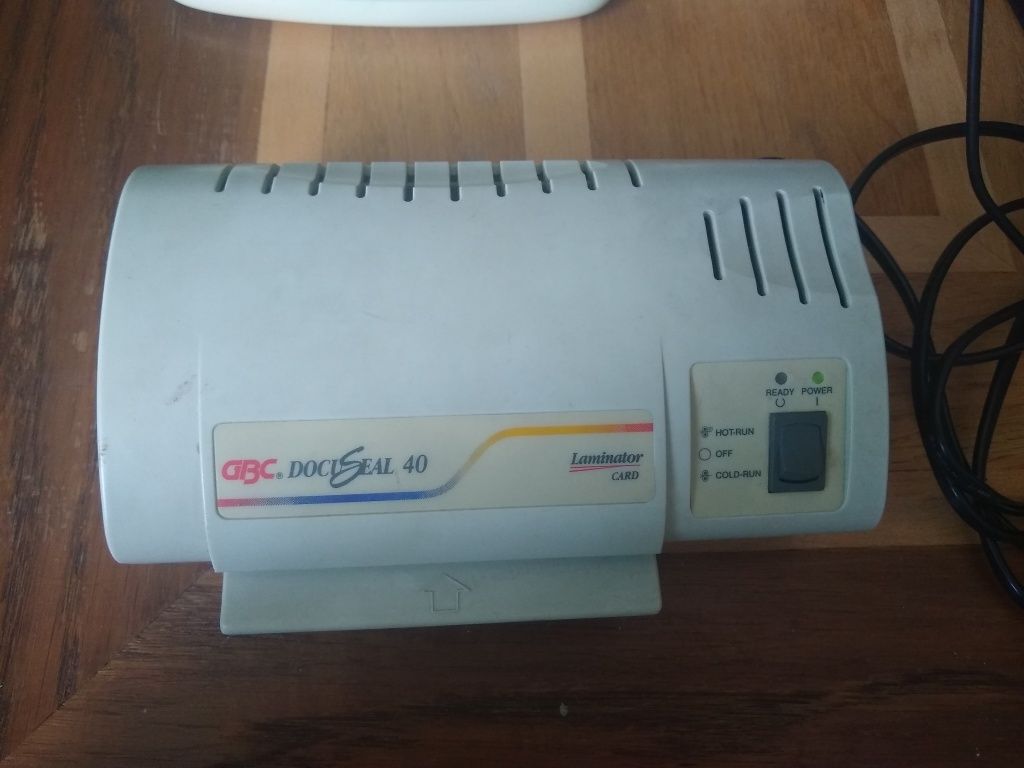 READY POWER
HOT-RUN
OFF
COLD-RUN
GBC® DOCUSEAL 40
Laminator
CARD